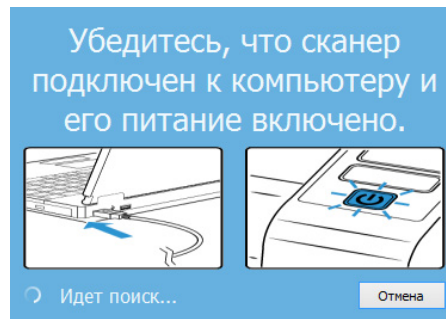 Убедитесь, что сканер
подключен к компьютеру и
его питание включено.
Идет поиск...
Отмена